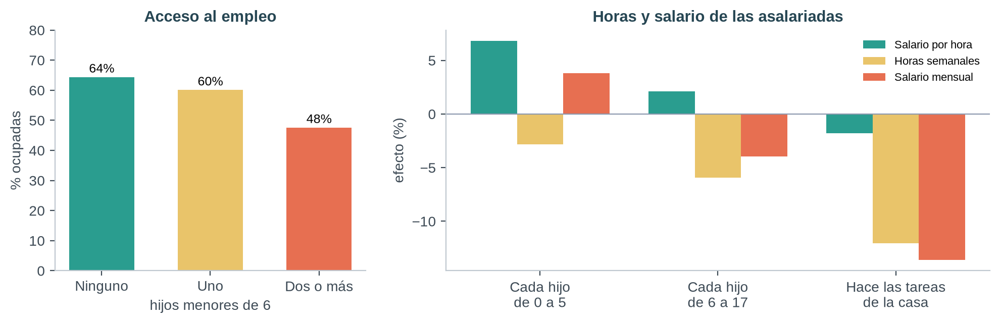 Acceso al empleo
80
70
60
50
40
30
20
10
0
% ocupadas
64%
60%
48%
Ninguno
Uno
Dos o más
hijos menores de 6
Horas y salario de las asalariadas
5
0
−5
−10
efecto (%)
Salario por hora
Horas semanales
Salario mensual
Cada hijo
de 0 a 5
Cada hijo
de 6 a 17
Hace las tareas
de la casa